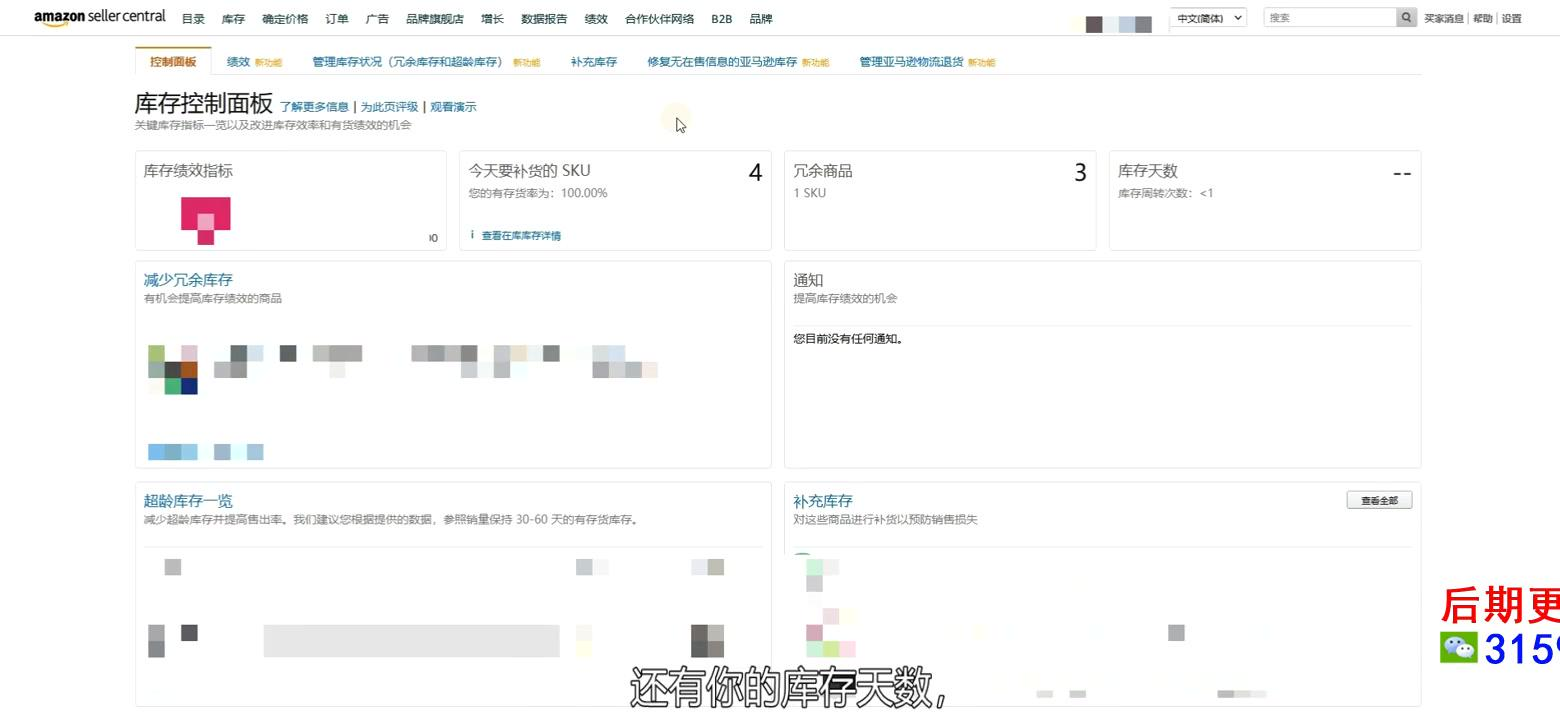 amazon seller central 目录 库存 确定价格 订单 广告 品牌旗舰店 增长 数据报告 绩效 合作伙伴网络 B2B 品牌 中文(简体) 搜索 买家消息 | 帮助 | 设置
控制面板 绩效 新功能 管理库存状况（冗余库存和超龄库存） 新功能 补充库存 修复无在售信息的亚马逊库存 新功能 管理亚马逊物流退货 新功能
库存控制面板 了解更多信息 | 为此页评级 | 观看演示
关键库存指标一览以及改进库存效率和有货绩效的机会
库存绩效指标
今天要补货的 SKU 4
您的有存货率为：100.00%
查看在库库存详情
冗余商品 3
1 SKU
库存天数 --
库存周转次数：<1
减少冗余库存
有机会提高库存绩效的商品
通知
提高库存绩效的机会
您目前没有任何通知。
超龄库存一览
减少超龄库存并提高售出率。我们建议您根据提供的数据，参照销量保持 30-60 天的有存货库存。
补充库存 查看全部
对这些商品进行补货以预防销售损失
后期更
3159
还有你的库存天数，